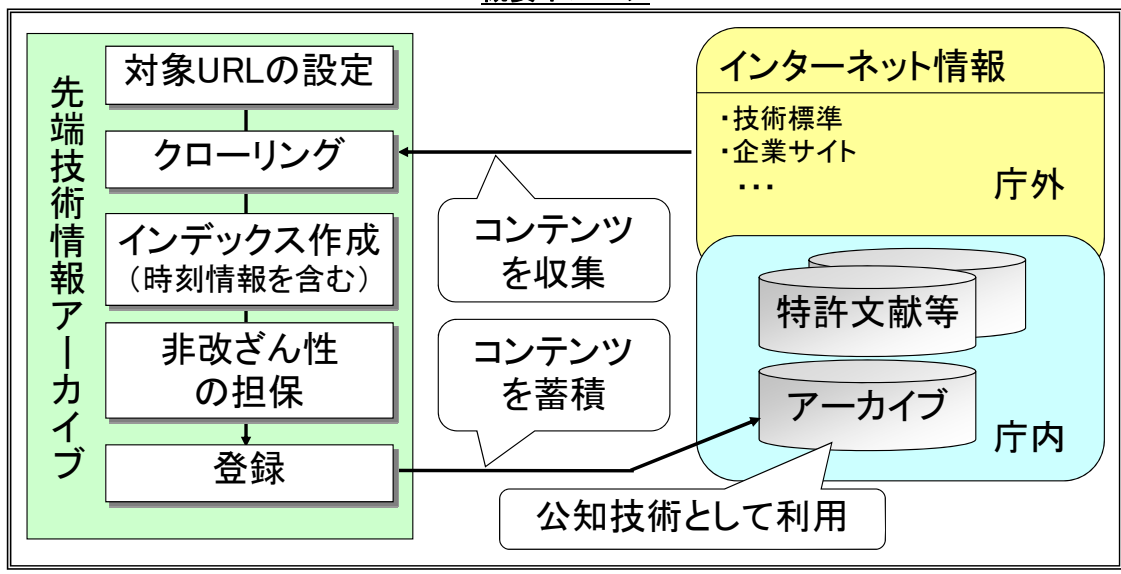 先端技術情報アーカイブ
対象URLの設定
クローリング
インデックス作成
（時刻情報を含む）
非改ざん性
の担保
登録
コンテンツ
を収集
コンテンツ
を蓄積
インターネット情報
・技術標準
・企業サイト
・・・
庁外
特許文献等
アーカイブ
庁内
公知技術として利用